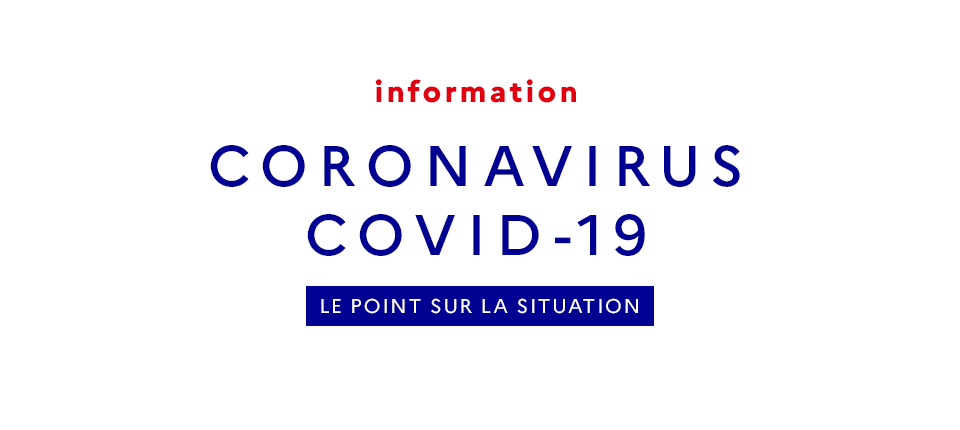 information
CORONAVIRUS
COVID-19
LE POINT SUR LA SITUATION